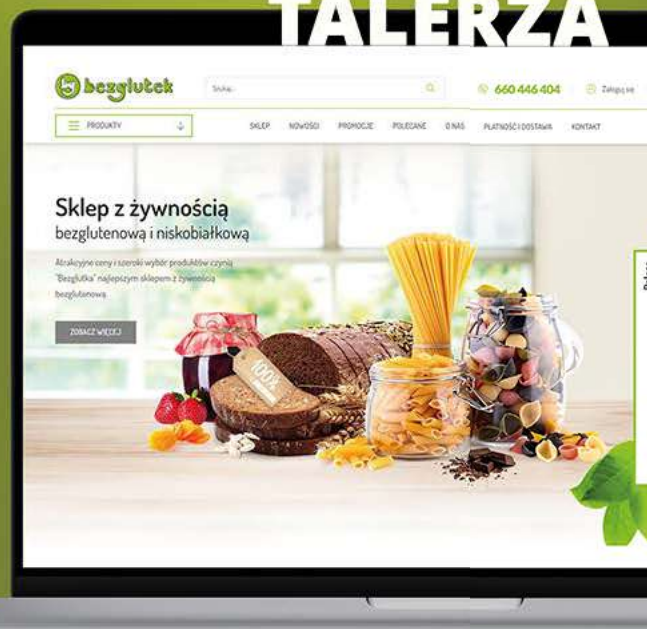 TALERZA
bezglutek
Szukaj...
660 446 404
Zaloguj się
PRODUKTY
SKLEP NOWOŚCI PROMOCJE POLECANE O NAS PŁATNOŚĆ I DOSTAWA KONTAKT
Sklep z żywnością
bezglutenową i niskobiałkową
Atrakcyjne ceny i szeroki wybór produktów czynią
"Bezglutka" najlepszym sklepem z żywnością
bezglutenową.
ZOBACZ WIĘCEJ
100%